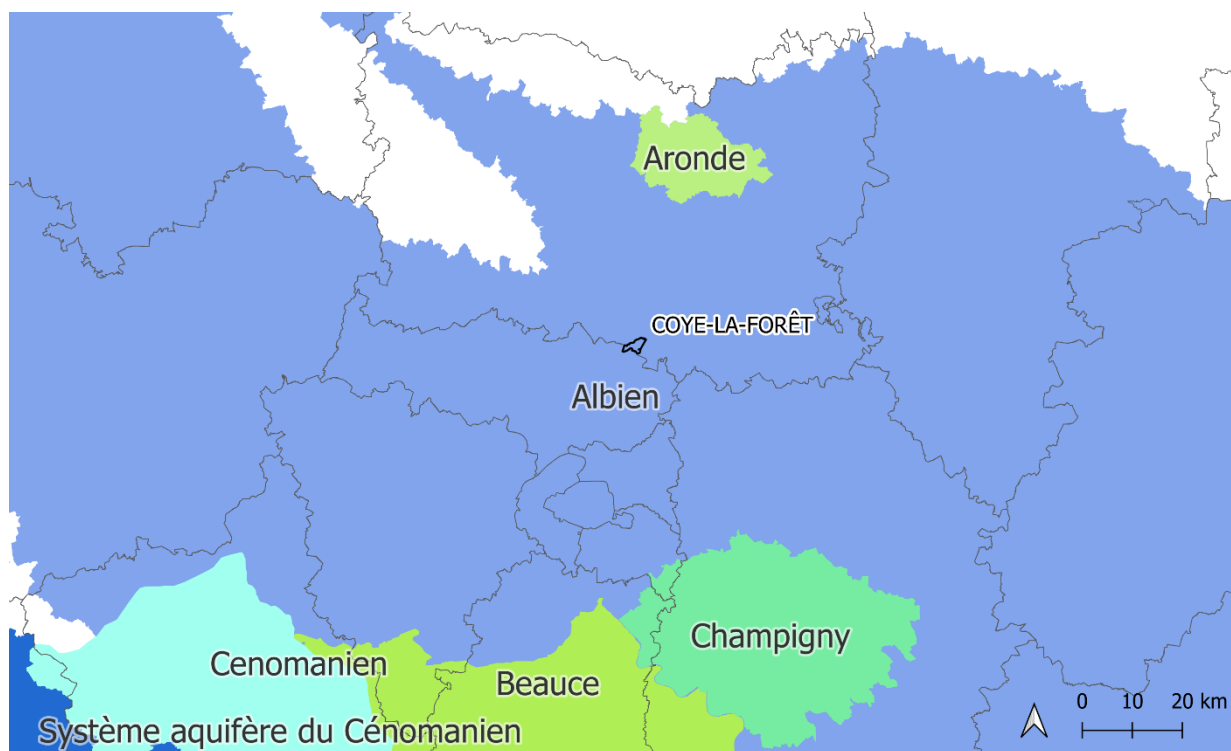 Aronde
COYE-LA-FORÊT
Albien
Champigny
Cenomanien
Beauce
Système aquifère du Cénomanien
0 10 20 km